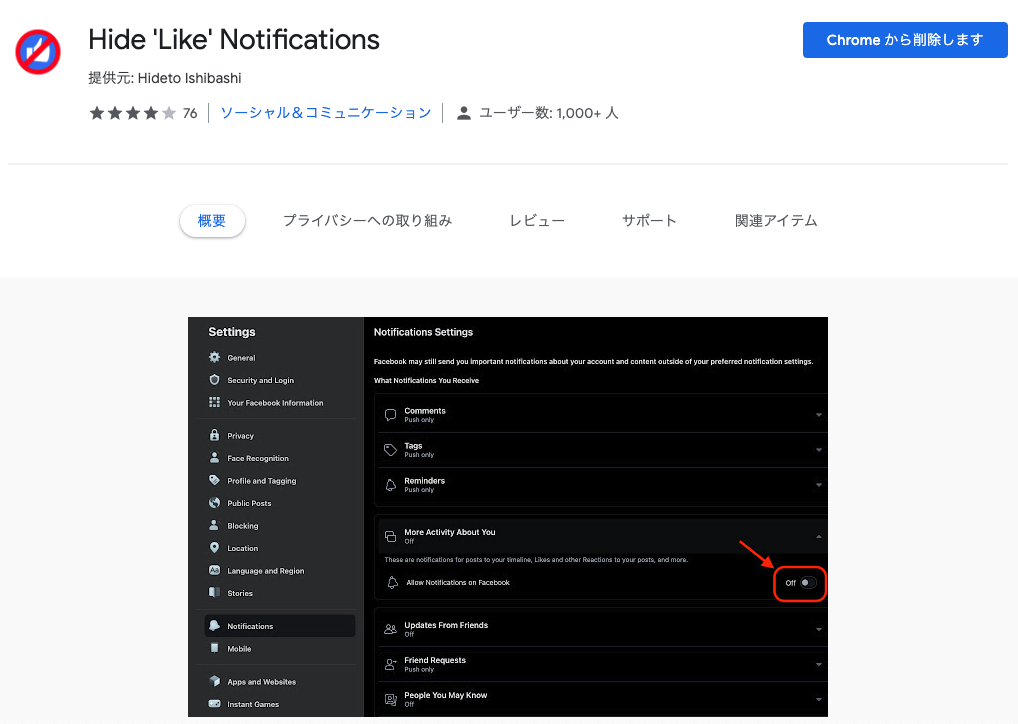 Hide 'Like' Notifications
Chrome から削除します
提供元: Hideto Ishibashi
76
ソーシャル＆コミュニケーション
ユーザー数: 1,000+ 人
概要
プライバシーへの取り組み
レビュー
サポート
関連アイテム
Settings
General
Security and Login
Your Facebook Information
Privacy
Face Recognition
Profile and Tagging
Public Posts
Blocking
Location
Language and Region
Stories
Notifications
Mobile
Apps and Websites
Instant Games
Notifications Settings
Facebook may still send you important notifications about your account and content outside of your preferred notification settings.
What Notifications You Receive
Comments
Push only
Tags
Push only
Reminders
Push only
More Activity About You
Off
These are notifications for posts to your timeline, Likes and other Reactions to your posts, and more.
Allow Notifications on Facebook
Off
Updates From Friends
Off
Friend Requests
Push only
People You May Know
Off